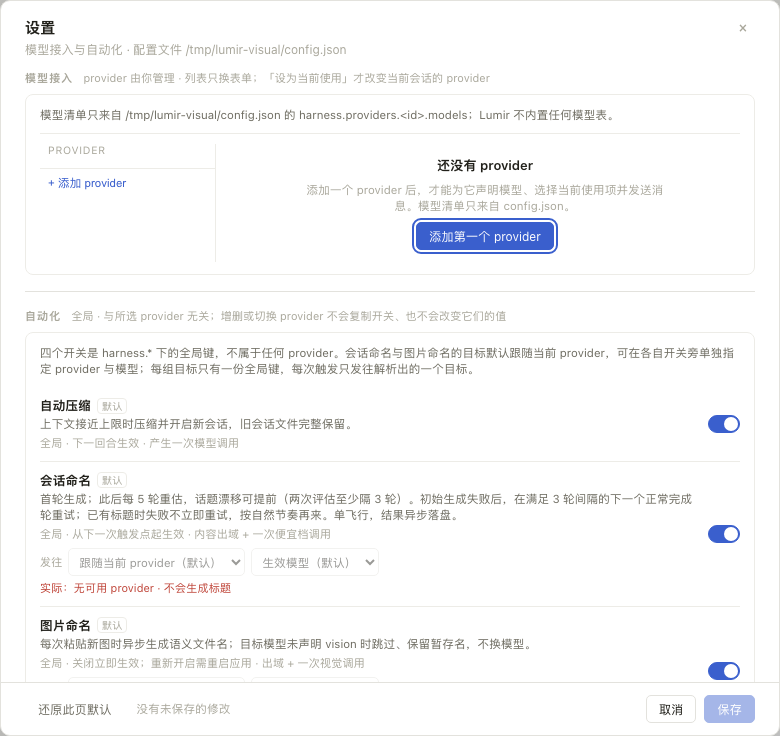 设置
×
模型接入与自动化 · 配置文件 /tmp/lumir-visual/config.json
模型接入 provider 由你管理 · 列表只换表单；「设为当前使用」才改变当前会话的 provider
模型清单只来自 /tmp/lumir-visual/config.json 的 harness.providers.<id>.models；Lumir 不内置任何模型表。
PROVIDER
+ 添加 provider
还没有 provider
添加一个 provider 后，才能为它声明模型、选择当前使用项并发送消
息。模型清单只来自 config.json。
添加第一个 provider
自动化 全局 · 与所选 provider 无关；增删或切换 provider 不会复制开关、也不会改变它们的值
四个开关是 harness.* 下的全局键，不属于任何 provider。会话命名与图片命名的目标默认跟随当前 provider，可在各自开关旁单独指
定 provider 与模型；每组目标只有一份全局键，每次触发只发往解析出的一个目标。
自动压缩 默认
上下文接近上限时压缩并开启新会话，旧会话文件完整保留。
全局 · 下一回合生效 · 产生一次模型调用
会话命名 默认
首轮生成；此后每 5 轮重估，话题漂移可提前（两次评估至少隔 3 轮）。初始生成失败后，在满足 3 轮间隔的下一个正常完成
轮重试；已有标题时失败不立即重试，按自然节奏再来。单飞行，结果异步落盘。
全局 · 从下一次触发点起生效 · 内容出域 + 一次便宜档调用
发往 跟随当前 provider（默认） 生效模型（默认）
实际：无可用 provider · 不会生成标题
图片命名 默认
每次粘贴新图时异步生成语义文件名；目标模型未声明 vision 时跳过、保留暂存名，不换模型。
全局 · 关闭立即生效；重新开启需重启应用 · 出域 + 一次视觉调用
还原此页默认 没有未保存的修改 取消 保存